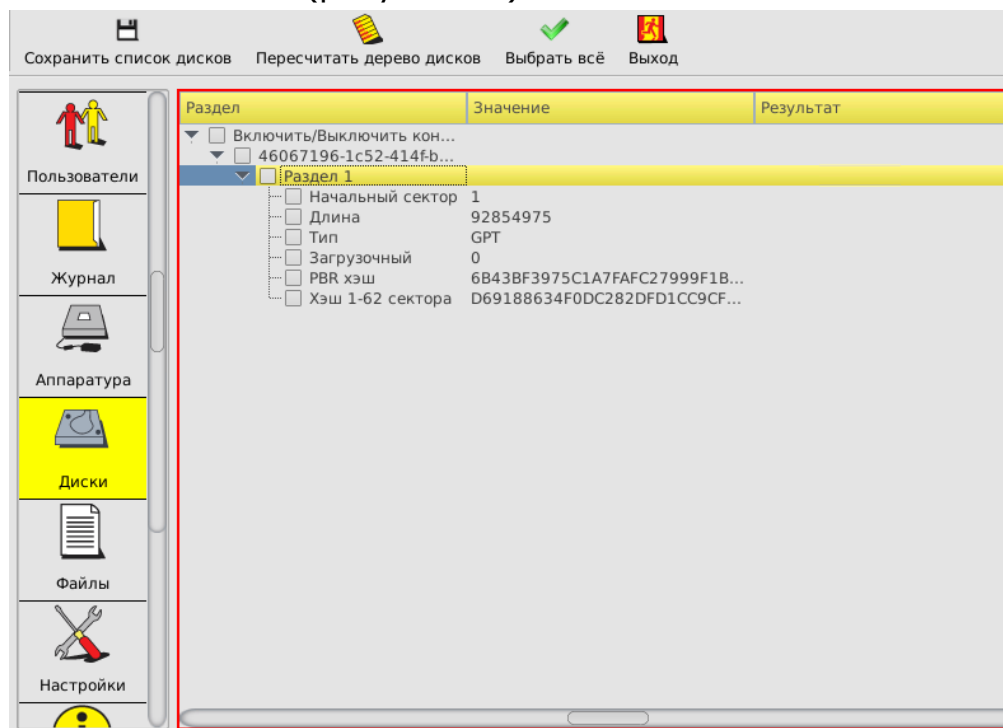 Сохранить список дисков Пересчитать дерево дисков Выбрать всё Выход
Раздел Значение Результат
Включить/Выключить кон...
46067196-1c52-414f-b...
Раздел 1
Начальный сектор 1
Длина 92854975
Тип GPT
Загрузочный 0
PBR хэш 6B43BF3975C1A7FAFC27999F1B...
Хэш 1-62 сектора D69188634F0DC282DFD1CC9CF...
Пользователи
Журнал
Аппаратура
Диски
Файлы
Настройки